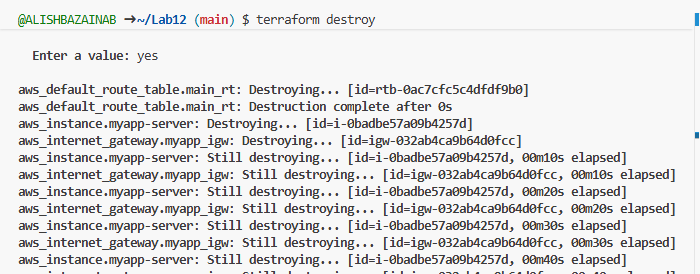 @ALISHBAZAINAB ➜ ~/Lab12 (main) $ terraform destroy
Enter a value: yes
aws_default_route_table.main_rt: Destroying... [id=rtb-0ac7cfc5c4dfdf9b0]
aws_default_route_table.main_rt: Destruction complete after 0s
aws_instance.myapp-server: Destroying... [id=i-0badbe57a09b4257d]
aws_internet_gateway.myapp_igw: Destroying... [id=igw-032ab4ca9b64d0fcc]
aws_instance.myapp-server: Still destroying... [id=i-0badbe57a09b4257d, 00m10s elapsed]
aws_internet_gateway.myapp_igw: Still destroying... [id=igw-032ab4ca9b64d0fcc, 00m10s elapsed]
aws_instance.myapp-server: Still destroying... [id=i-0badbe57a09b4257d, 00m20s elapsed]
aws_internet_gateway.myapp_igw: Still destroying... [id=igw-032ab4ca9b64d0fcc, 00m20s elapsed]
aws_instance.myapp-server: Still destroying... [id=i-0badbe57a09b4257d, 00m30s elapsed]
aws_internet_gateway.myapp_igw: Still destroying... [id=igw-032ab4ca9b64d0fcc, 00m30s elapsed]
aws_instance.myapp-server: Still destroying... [id=i-0badbe57a09b4257d, 00m40s elapsed]